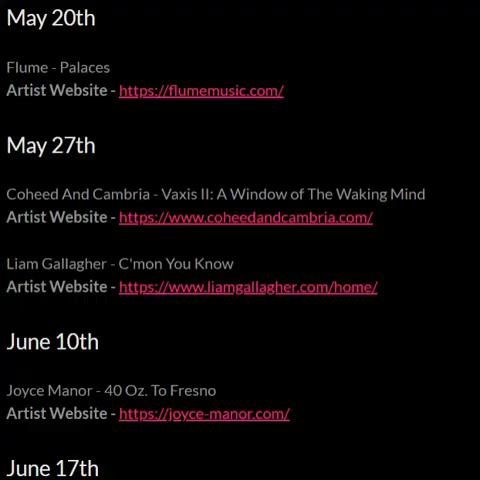 May 20th
Flume - Palaces
Artist Website - https://flumemusic.com/
May 27th
Coheed And Cambria - Vaxis II: A Window of The Waking Mind
Artist Website - https://www.coheedandcambria.com/
Liam Gallagher - C'mon You Know
Artist Website - https://www.liamgallagher.com/home/
June 10th
Joyce Manor - 40 Oz. To Fresno
Artist Website - https://joyce-manor.com/
June 17th